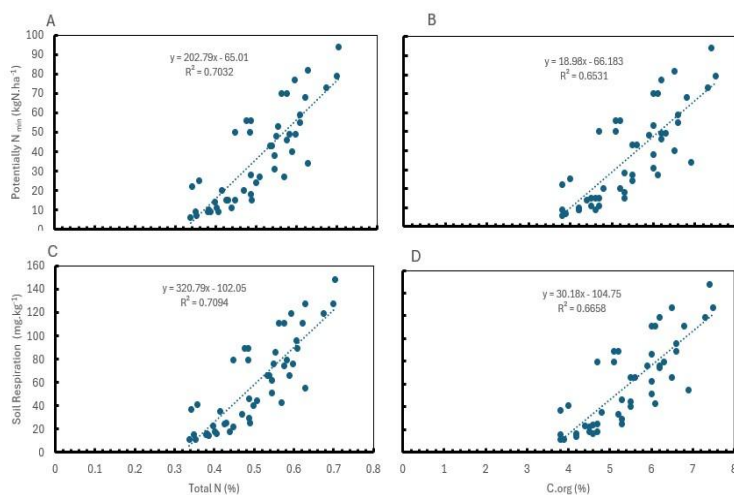 A
B
Potentially N min (kgN.ha⁻¹)
100
90
80
70
60
50
40
30
20
10
0
y = 202.79x - 65.01
R² = 0.7032
y = 18.98x - 66.183
R² = 0.6531
C
D
Soil Respiration (mg.kg⁻¹)
160
140
120
100
80
60
40
20
0
y = 320.79x - 102.05
R² = 0.7094
y = 30.18x - 104.75
R² = 0.6658
0 0.1 0.2 0.3 0.4 0.5 0.6 0.7 0.8
0 1 2 3 4 5 6 7 8
Total N (%)
C.org (%)